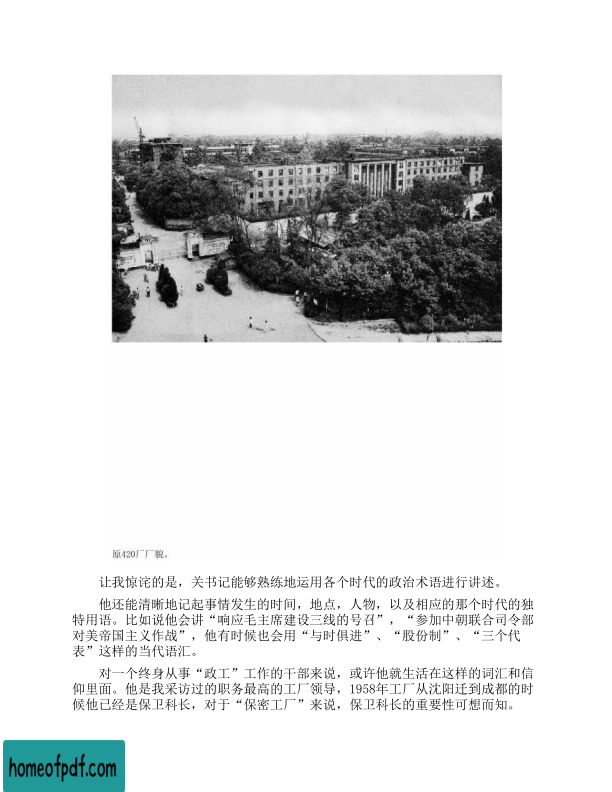 原420厂厂貌。
让我惊诧的是，关书记能够熟练地运用各个时代的政治术语进行讲述。
他还能清晰地记起事情发生的时间，地点，人物，以及相应的那个时代的独
特用语。比如说他会讲“响应毛主席建设三线的号召”，“参加中朝联合司令部
对美帝国主义作战”，他有时候也会用“与时俱进”、“股份制”、“三个代
表”这样的当代语汇。
对一个终身从事“政工”工作的干部来说，或许他就生活在这样的词汇和信
仰里面。他是我采访过的职务最高的工厂领导，1958年工厂从沈阳迁到成都的时
候他已经是保卫科长，对于“保密工厂”来说，保卫科长的重要性可想而知。
homeofpdf.com